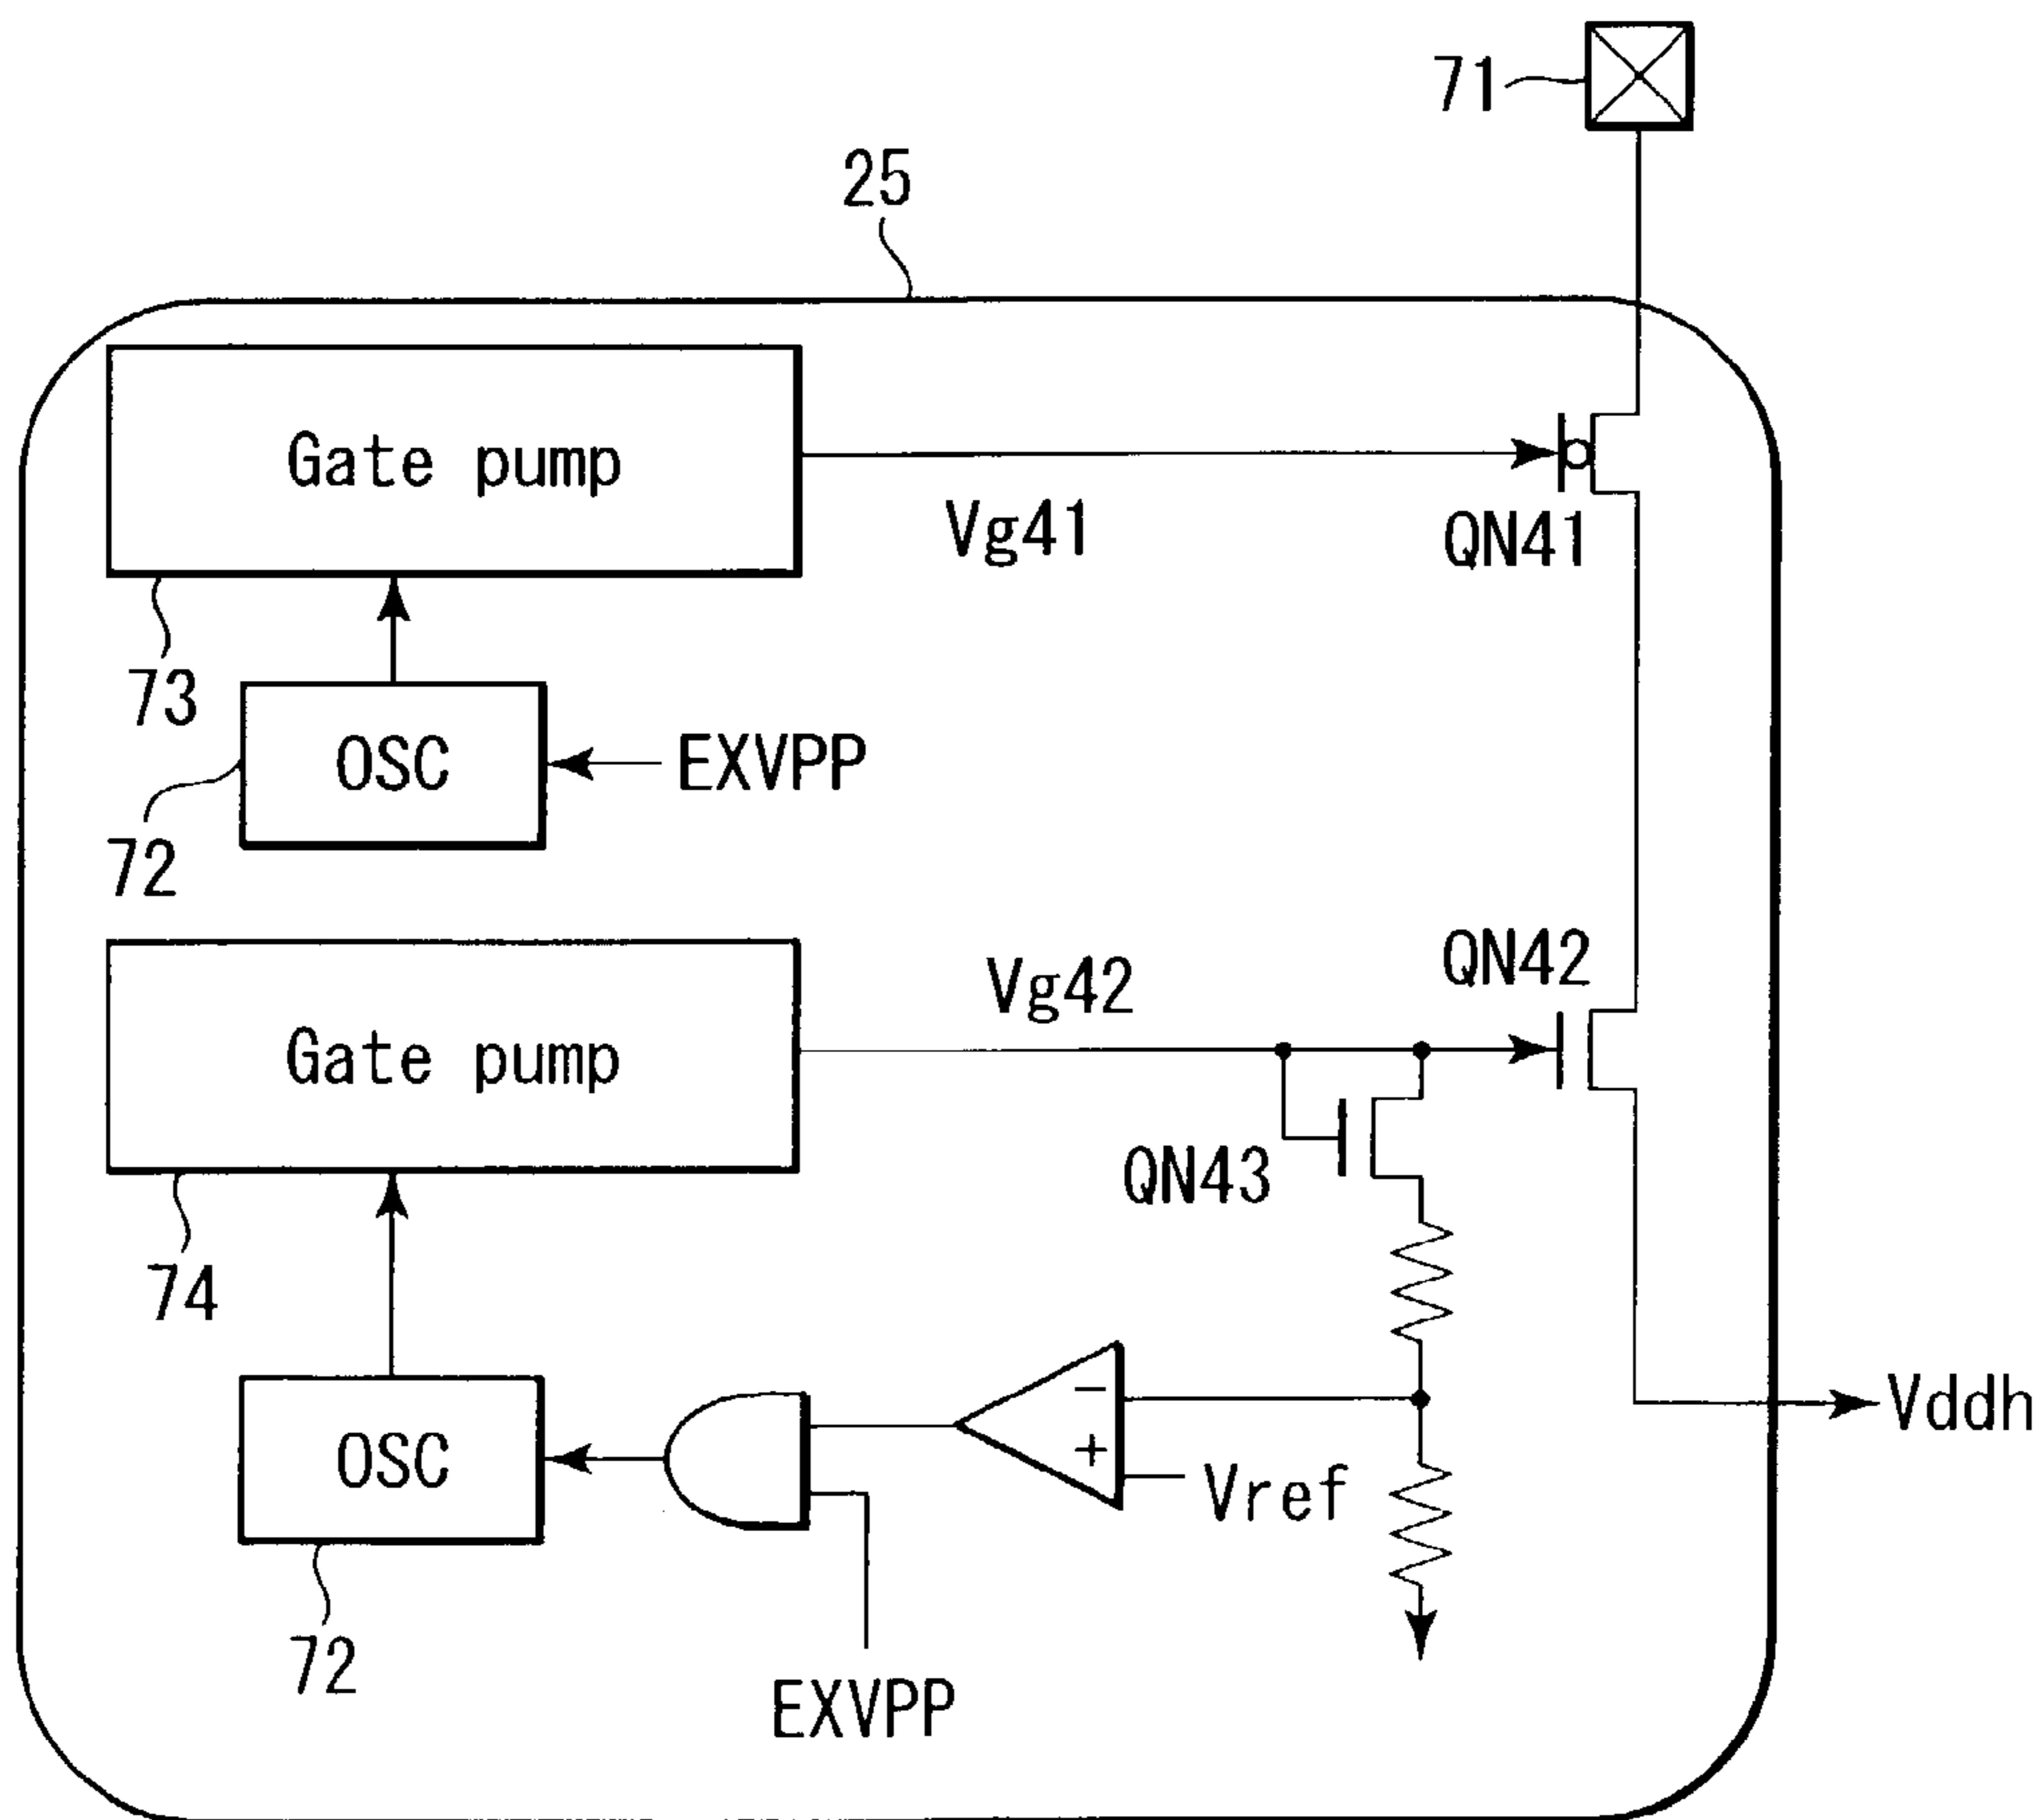 71
25
Gate pump
Vg41
QN41
73
OSC
EXVPP
72
QN42
Vg42
Gate pump
QN43
74
Vddh
−
+
OSC
Vref
72
EXVPP